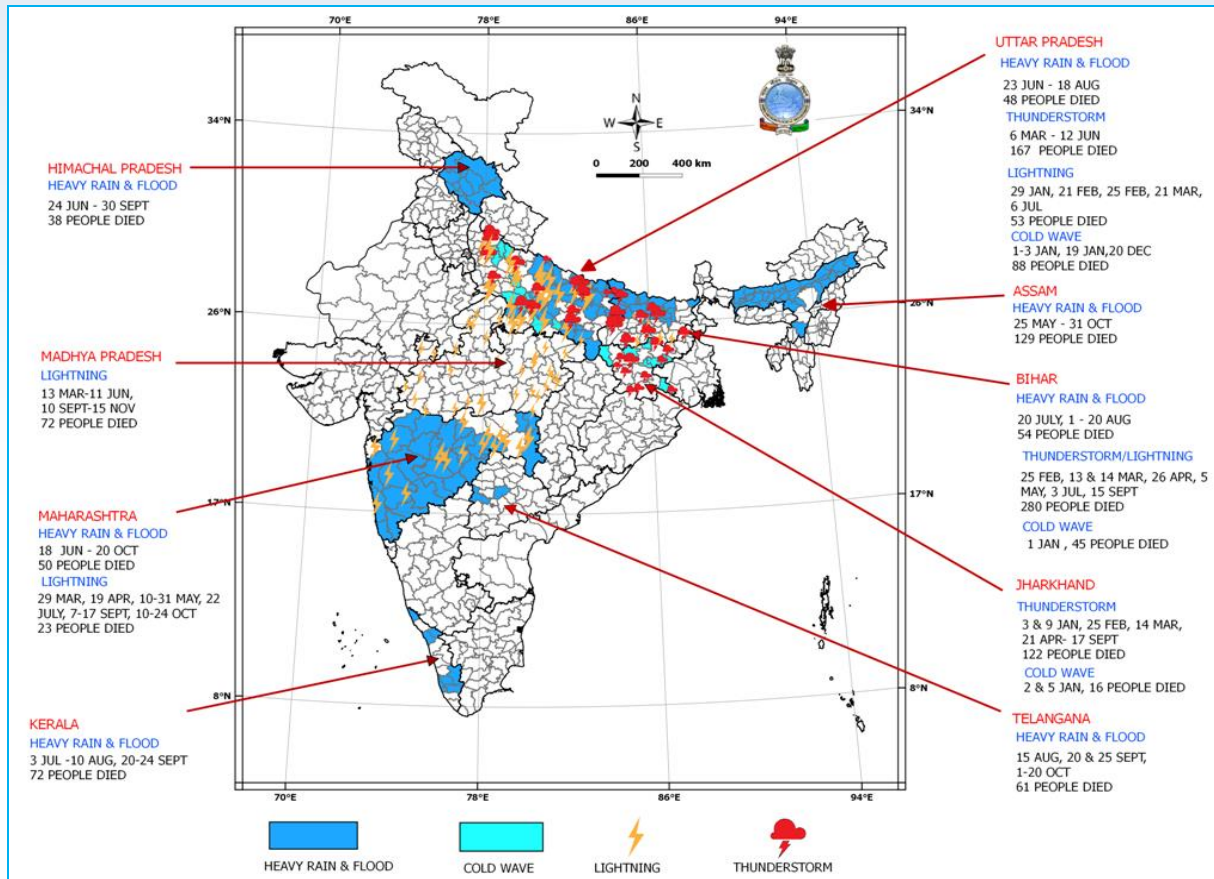 70°E 78°E 86°E 94°E
34°N
26°N
17°N
8°N
34°N
26°N
17°N
8°N
N
W E
S
0 200 400 km
HIMACHAL PRADESH
HEAVY RAIN & FLOOD
24 JUN - 30 SEPT
38 PEOPLE DIED
MADHYA PRADESH
LIGHTNING
13 MAR-11 JUN,
10 SEPT-15 NOV
72 PEOPLE DIED
MAHARASHTRA
HEAVY RAIN & FLOOD
18 JUN - 20 OCT
50 PEOPLE DIED
LIGHTNING
29 MAR, 19 APR, 10-31 MAY, 22
JULY, 7-17 SEPT, 10-24 OCT
23 PEOPLE DIED
KERALA
HEAVY RAIN & FLOOD
3 JUL -10 AUG, 20-24 SEPT
72 PEOPLE DIED
UTTAR PRADESH
HEAVY RAIN & FLOOD
23 JUN - 18 AUG
48 PEOPLE DIED
THUNDERSTORM
6 MAR - 12 JUN
167 PEOPLE DIED
LIGHTNING
29 JAN, 21 FEB, 25 FEB, 21 MAR,
6 JUL
53 PEOPLE DIED
COLD WAVE
1-3 JAN, 19 JAN,20 DEC
88 PEOPLE DIED
ASSAM
HEAVY RAIN & FLOOD
25 MAY - 31 OCT
129 PEOPLE DIED
BIHAR
HEAVY RAIN & FLOOD
20 JULY, 1 - 20 AUG
54 PEOPLE DIED
THUNDERSTORM/LIGHTNING
25 FEB, 13 & 14 MAR, 26 APR, 5
MAY, 3 JUL, 15 SEPT
280 PEOPLE DIED
COLD WAVE
1 JAN , 45 PEOPLE DIED
JHARKHAND
THUNDERSTORM
3 & 9 JAN, 25 FEB, 14 MAR,
21 APR- 17 SEPT
122 PEOPLE DIED
COLD WAVE
2 & 5 JAN, 16 PEOPLE DIED
TELANGANA
HEAVY RAIN & FLOOD
15 AUG, 20 & 25 SEPT,
1-20 OCT
61 PEOPLE DIED
70°E 78°E 86°E 94°E
HEAVY RAIN & FLOOD
COLD WAVE
LIGHTNING
THUNDERSTORM